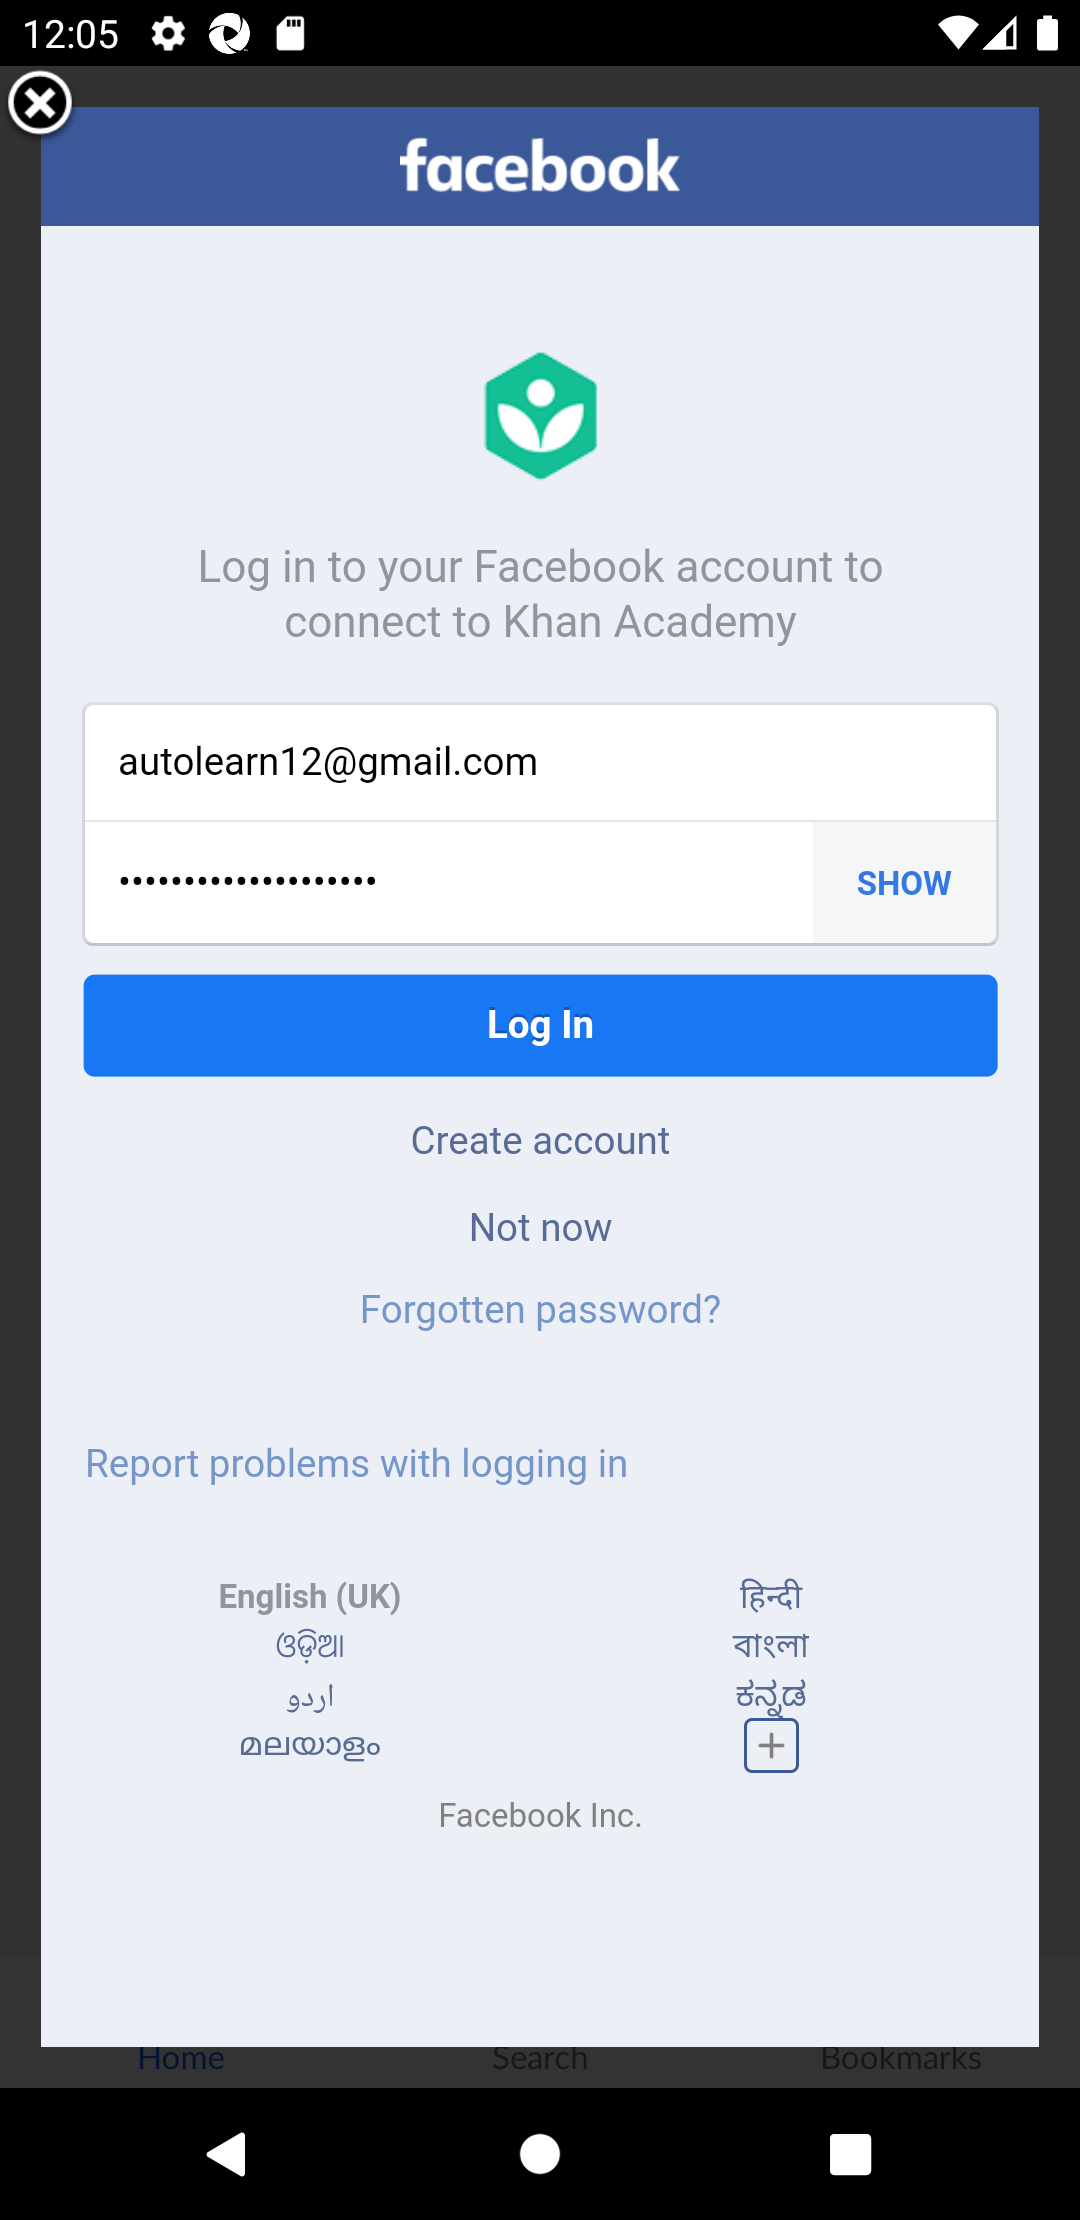 12:05
facebook
Log in to your Facebook account to
connect to Khan Academy
autolearn12@gmail.com
•••••••••••••••••••• SHOW
Log In
Create account
Not now
Forgotten password?
Report problems with logging in
English (UK) हिन्दी
ଓଡ଼ିଆ বাংলা
اردو ಕನ್ನಡ
മലയാളം
Facebook Inc.
Home Search Bookmarks